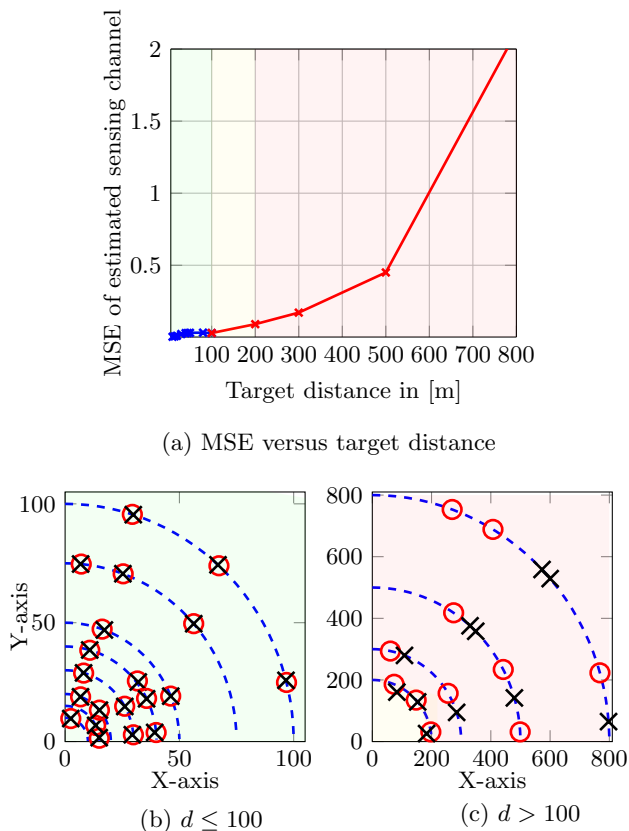 MSE of estimated sensing channel
2
1.5
1
0.5
100 200 300 400 500 600 700 800
Target distance in [m]
(a) MSE versus target distance
Y-axis
100
50
0
0 50 100
X-axis
(b) d ≤ 100
800
600
400
200
0
0 200 400 600 800
X-axis
(c) d > 100